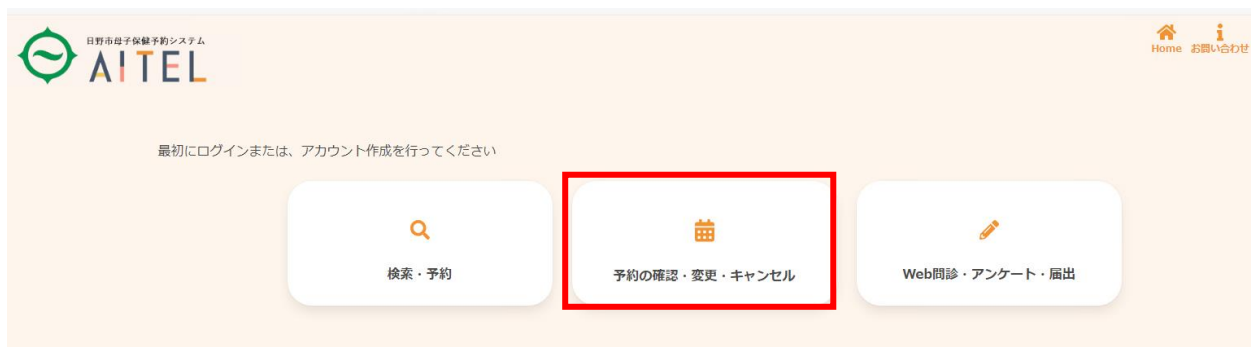 日野市母子保健予約システム
AITEL
Home お問い合わせ
最初にログインまたは、アカウント作成を行ってください
検索・予約
予約の確認・変更・キャンセル
Web問診・アンケート・届出